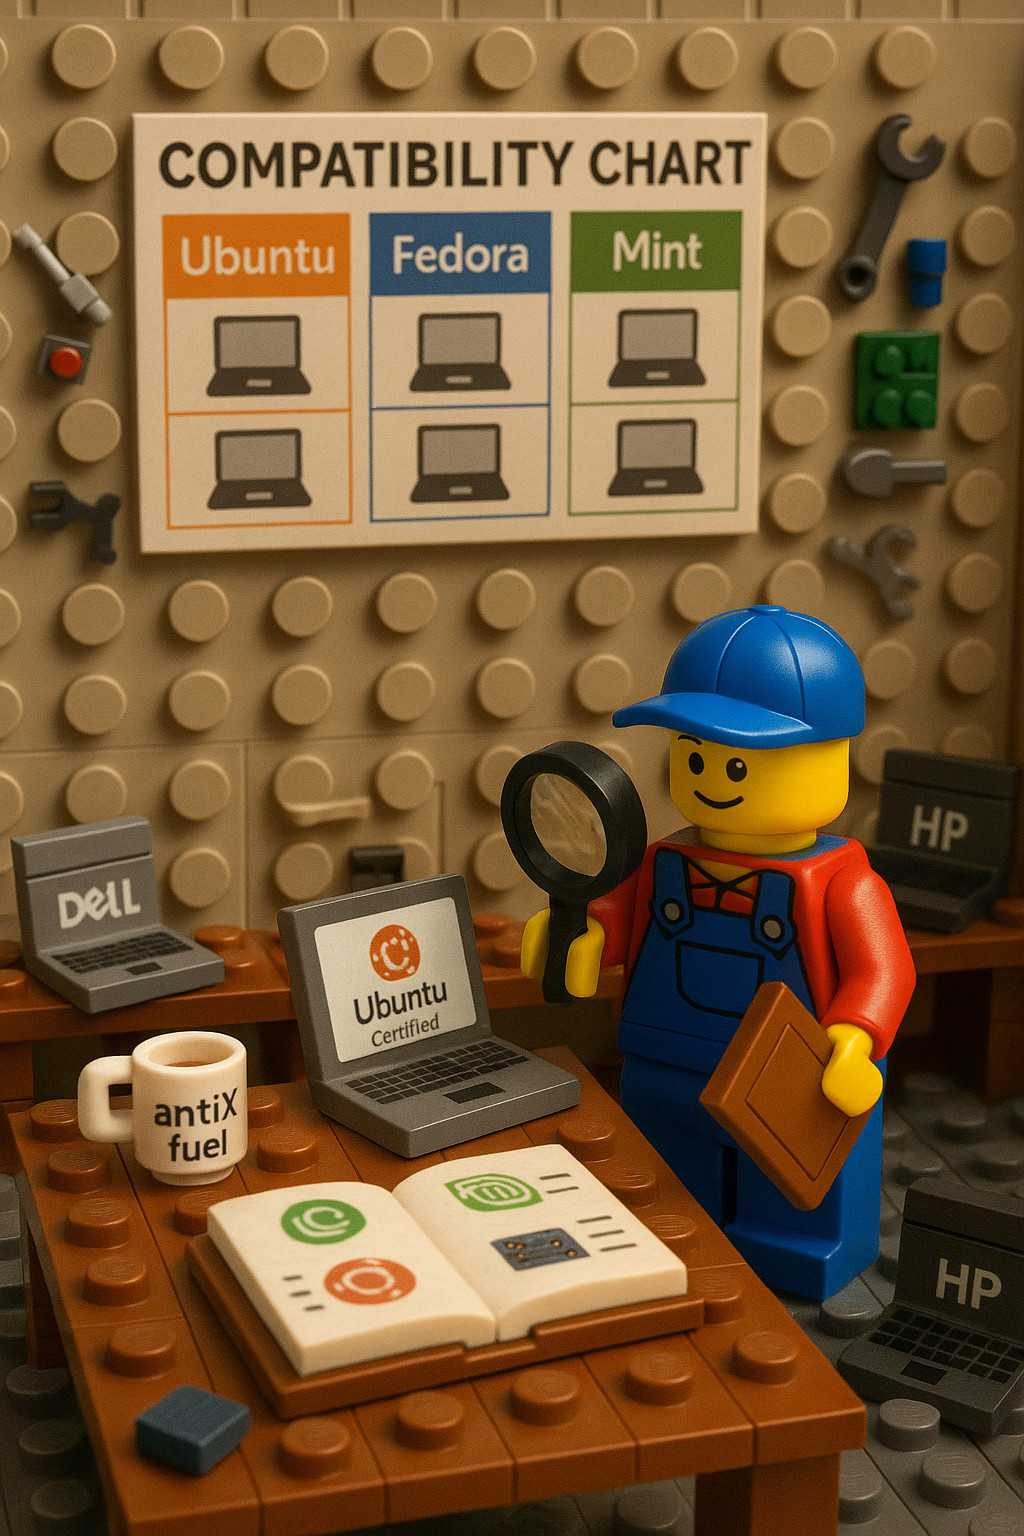 COMPATIBILITY CHART
Ubuntu
Fedora
Mint
HP
DELL
Ubuntu
Certified
antiX
fuel
HP